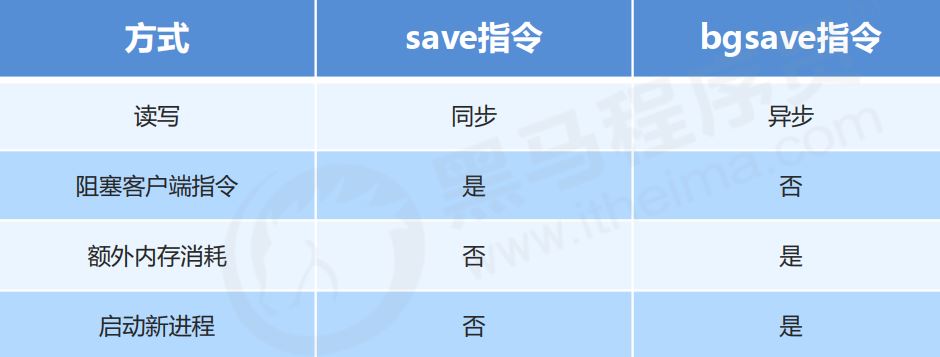 方式 save指令 bgsave指令
读写 同步 异步
阻塞客户端指令 是 否
额外内存消耗 否 是
启动新进程 否 是
黑马程序员
www.itheima.com